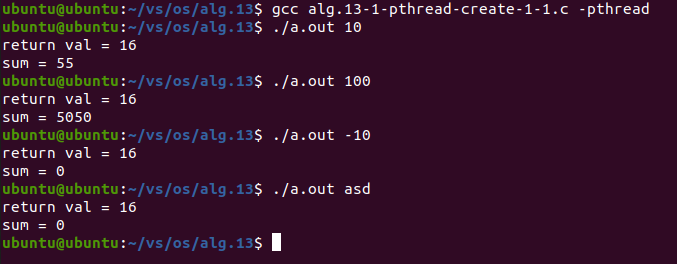 ubuntu@ubuntu:~/vs/os/alg.13$ gcc alg.13-1-pthread-create-1-1.c -pthread
ubuntu@ubuntu:~/vs/os/alg.13$ ./a.out 10
return val = 16
sum = 55
ubuntu@ubuntu:~/vs/os/alg.13$ ./a.out 100
return val = 16
sum = 5050
ubuntu@ubuntu:~/vs/os/alg.13$ ./a.out -10
return val = 16
sum = 0
ubuntu@ubuntu:~/vs/os/alg.13$ ./a.out asd
return val = 16
sum = 0
ubuntu@ubuntu:~/vs/os/alg.13$